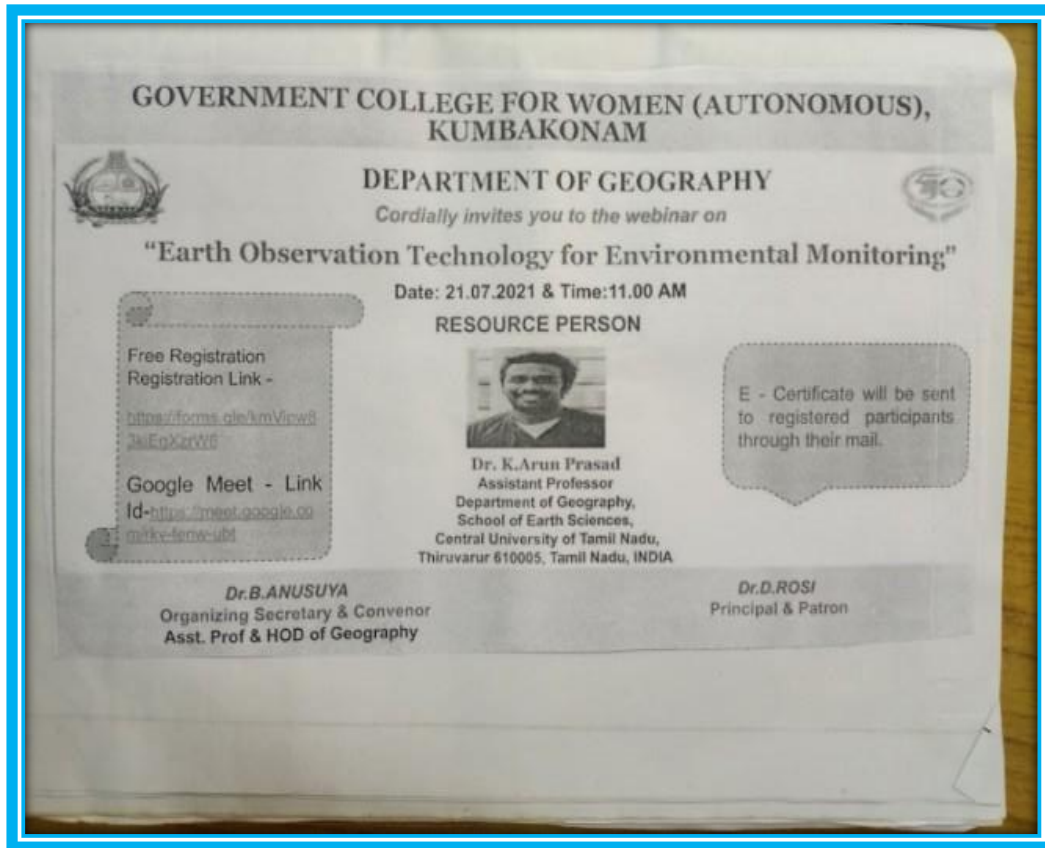 GOVERNMENT COLLEGE FOR WOMEN (AUTONOMOUS),
KUMBAKONAM
DEPARTMENT OF GEOGRAPHY
Cordially invites you to the webinar on
“Earth Observation Technology for Environmental Monitoring”
Date: 21.07.2021 & Time:11.00 AM
RESOURCE PERSON
Free Registration
Registration Link -
Google Meet - Link
Id-https://meet.google.co
Dr. K.Arun Prasad
Assistant Professor
Department of Geography,
School of Earth Sciences,
Central University of Tamil Nadu,
Thiruvarur 610005, Tamil Nadu, INDIA
E - Certificate will be sent
to registered participants
through their mail.
Dr.B.ANUSUYA
Organizing Secretary & Convenor
Asst. Prof & HOD of Geography
Dr.D.ROSI
Principal & Patron